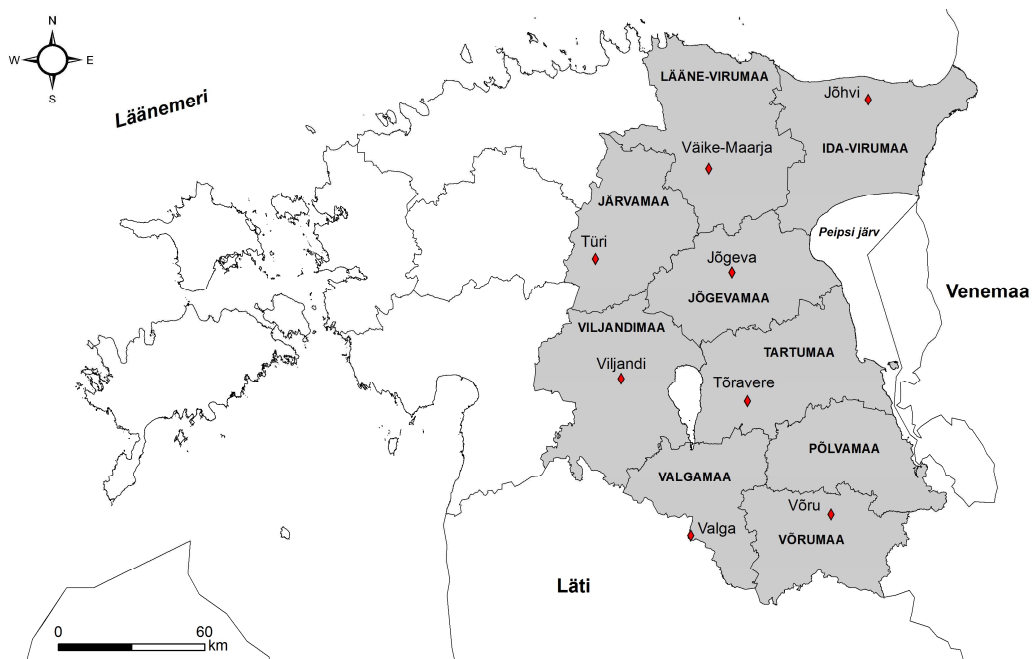 N
W E
S
Läänemeri
LÄÄNE-VIRUMAA
Jõhvi
Väike-Maarja
IDA-VIRUMAA
JÄRVAMAA
Peipsi järv
Türi
Jõgeva
JÕGEVAMAA
Venemaa
VILJANDIMAA
TARTUMAA
Viljandi
Tõravere
PÕLVAMAA
VALGAMAA
Võru
Valga
VÕRUMAA
Läti
0 60
km